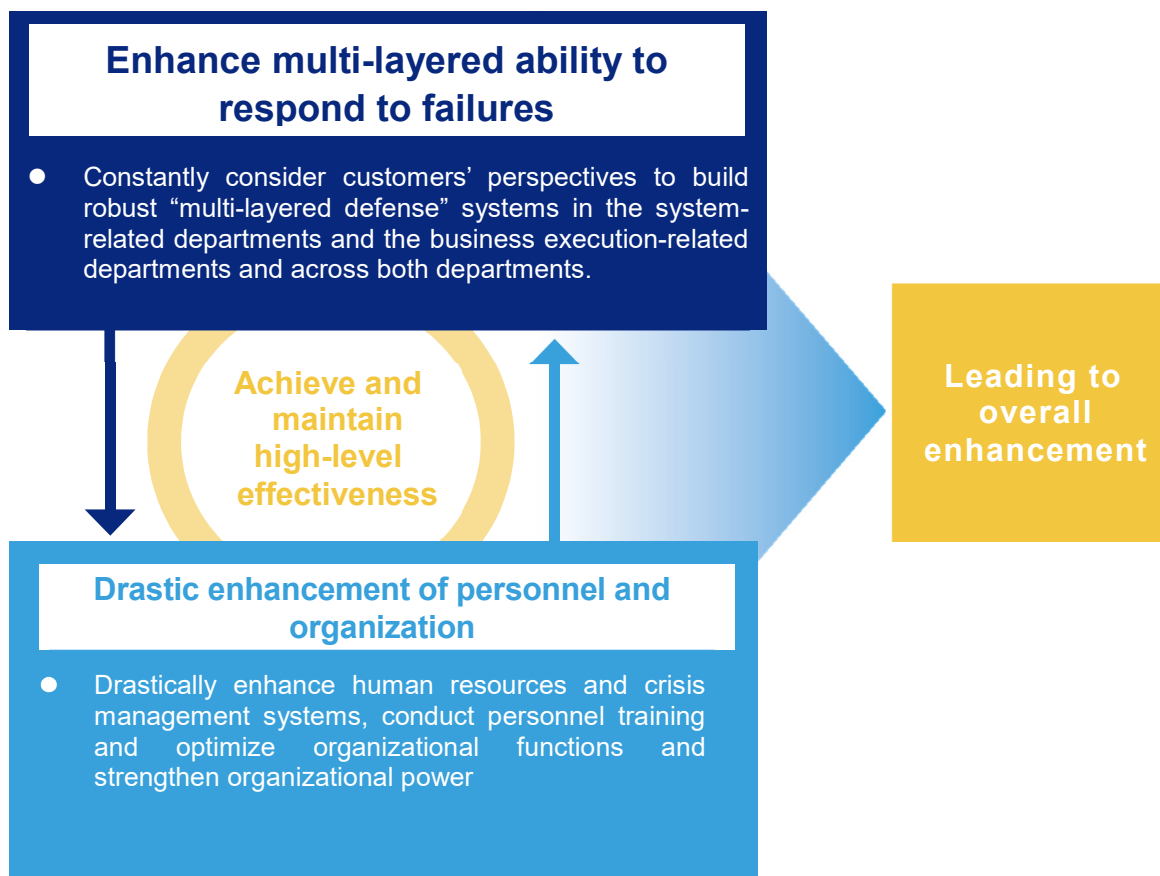 Enhance multi-layered ability to
respond to failures
● Constantly consider customers’ perspectives to build
robust “multi-layered defense” systems in the system-
related departments and the business execution-related
departments and across both departments.
Achieve and
maintain
high-level
effectiveness
Leading to
overall
enhancement
Drastic enhancement of personnel and
organization
● Drastically enhance human resources and crisis
management systems, conduct personnel training
and optimize organizational functions and
strengthen organizational power